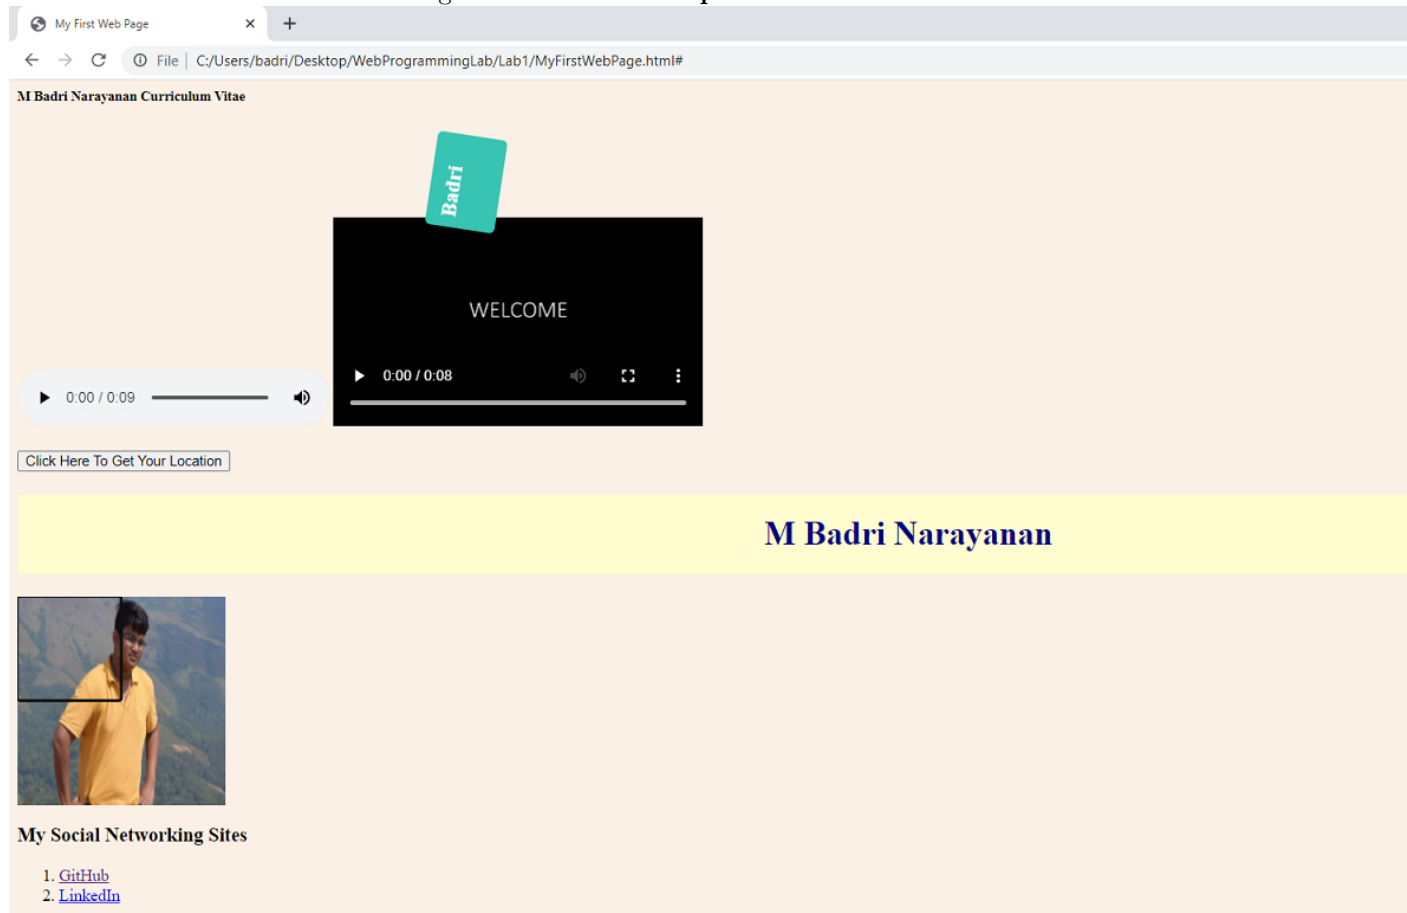 My First Web Page
File | C:/Users/badri/Desktop/WebProgrammingLab/Lab1/MyFirstWebPage.html#
M Badri Narayanan Curriculum Vitae
Badri
WELCOME
0:00 / 0:08
0:00 / 0:09
Click Here To Get Your Location
M Badri Narayanan
My Social Networking Sites
1. GitHub
2. LinkedIn